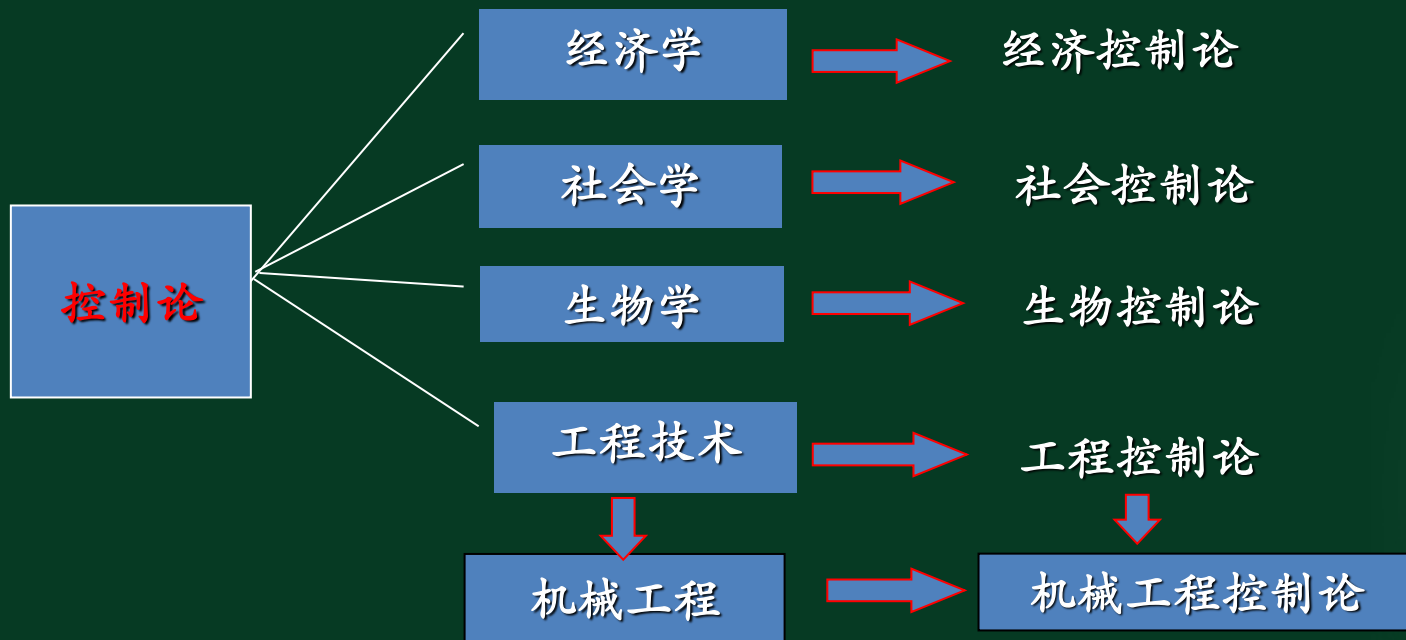 经济学
经济控制论
社会学
社会控制论
控制论
生物学
生物控制论
工程技术
工程控制论
机械工程
机械工程控制论